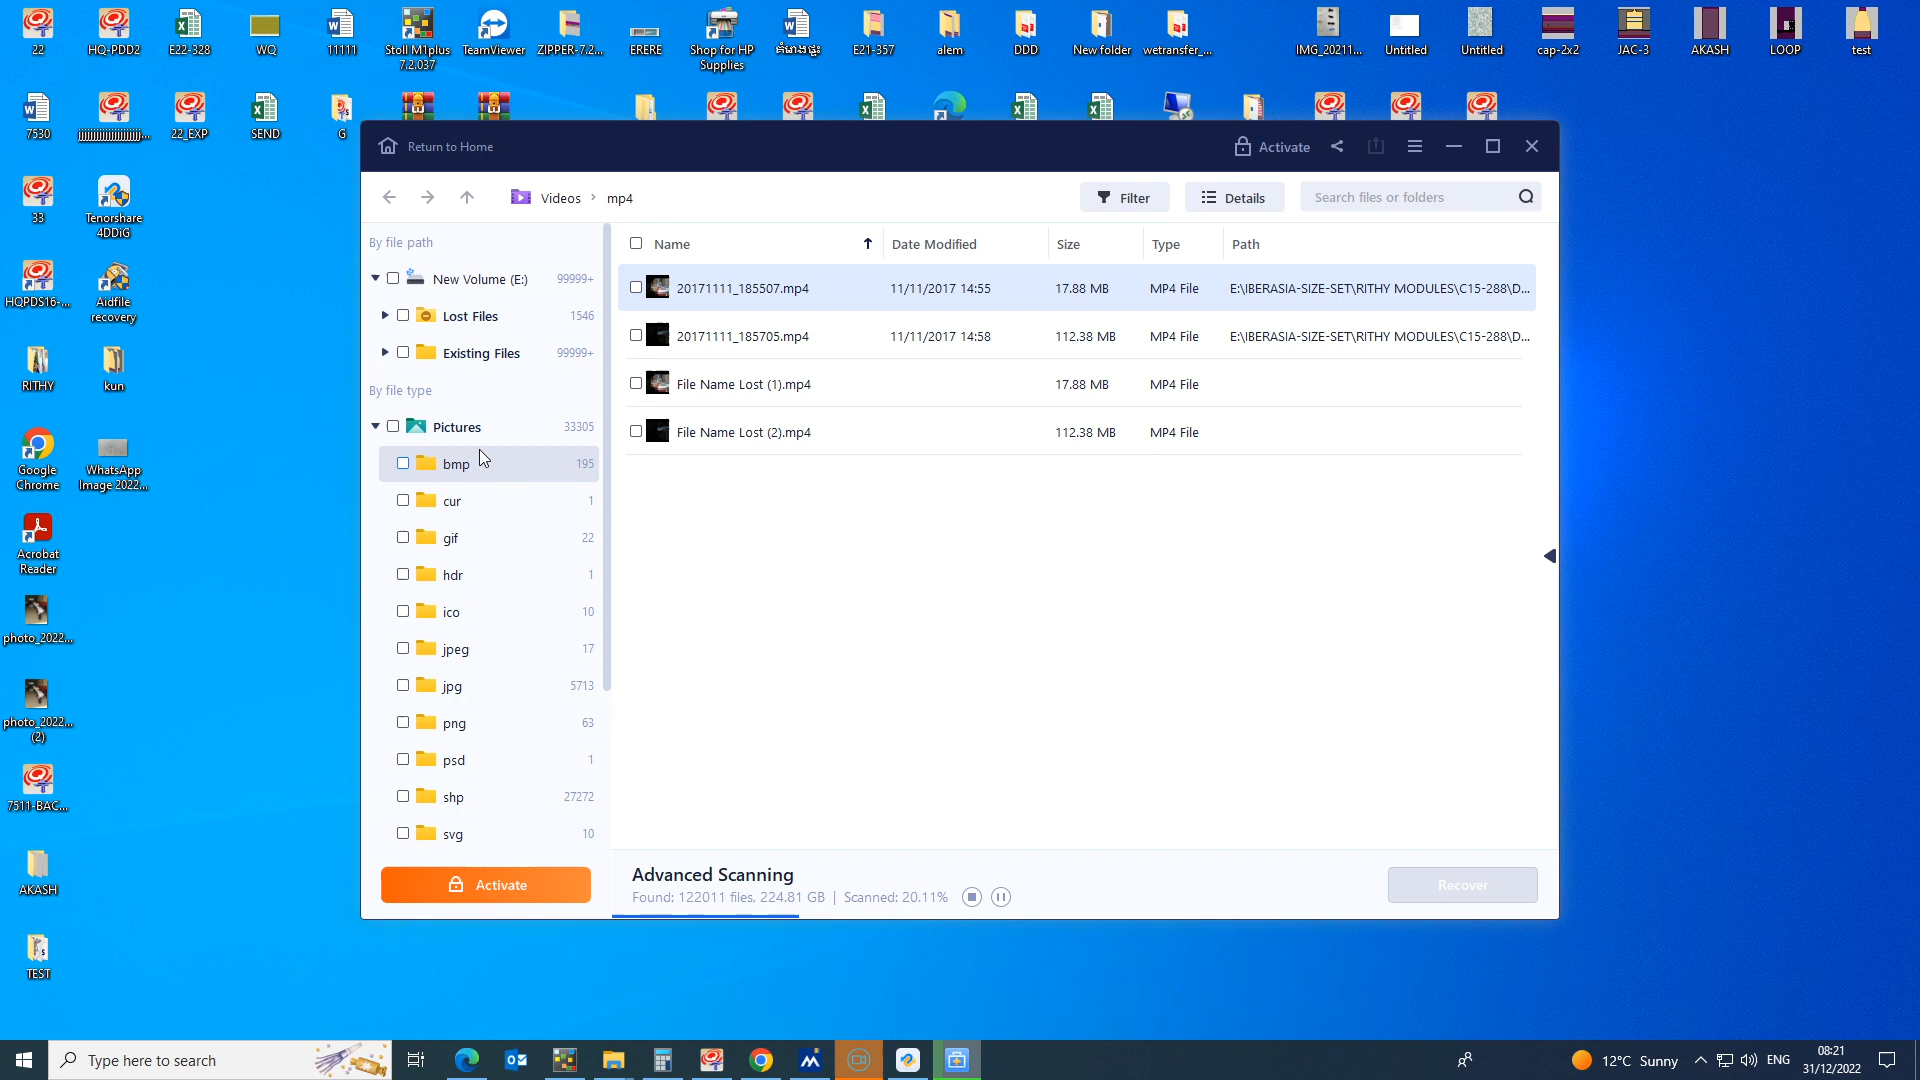 22
HQ-PDD2
E22-328
WQ
11111
Stoll M1plus
7.2.037
TeamViewer
ZIPPER-7.2...
ERERE
Shop for HP
Supplies
គំរោងផ្ទះ
E21-357
alem
DDD
New folder
wetransfer_...
IMG_20211...
Untitled
Untitled
cap-2x2
JAC-3
AKASH
LOOP
test
7530
22_EXP
SEND
G
33
Tenorshare
4DDiG
HQPDS16-...
Aidfile
recovery
RITHY
kun
Google
Chrome
WhatsApp
Image 2022...
Acrobat
Reader
photo_2022...
photo_2022...
(2)
7511-BAC...
AKASH
TEST
Return to Home
Activate
Videos > mp4
Filter
Details
Search files or folders
By file path
New Volume (E:) 99999+
Lost Files 1546
Existing Files 99999+
By file type
Pictures 33305
bmp 195
cur 1
gif 22
hdr 1
ico 10
jpeg 17
jpg 5713
png 63
psd 1
shp 27272
svg 10
Activate
Name Date Modified Size Type Path
20171111_185507.mp4 11/11/2017 14:55 17.88 MB MP4 File E:\IBERASIA-SIZE-SET\RITHY MODULES\C15-288\D...
20171111_185705.mp4 11/11/2017 14:58 112.38 MB MP4 File E:\IBERASIA-SIZE-SET\RITHY MODULES\C15-288\D...
File Name Lost (1).mp4 17.88 MB MP4 File
File Name Lost (2).mp4 112.38 MB MP4 File
Advanced Scanning
Found: 122011 files, 224.81 GB | Scanned: 20.11%
Recover
Type here to search
12°C Sunny
ENG
08:21
31/12/2022